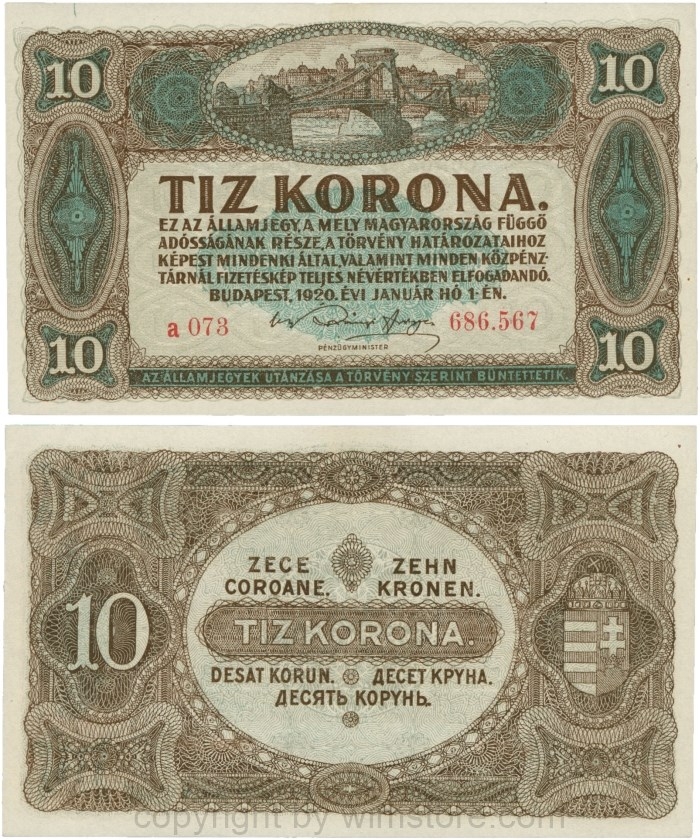 10 10
TIZ KORONA.
EZ AZ ÁLLAMJEGY, A MELY MAGYARORSZÁG FÜGGŐ
ADÓSSÁGÁNAK RÉSZE, A TÖRVÉNY HATÁROZATAIHOZ
KÉPEST MINDENKI ÁLTAL, VALAMINT MINDEN KÖZPÉNZ-
TÁRNÁL FIZETÉSKÉP TELJES NÉVÉRTÉKBEN ELFOGADANDÓ.
BUDAPEST, 1920. ÉVI JANUÁR HÓ 1-ÉN.
a 073 686.567
PÉNZÜGYMINISTER
10 10
AZ ÁLLAMJEGYEK UTÁNZÁSA A TÖRVÉNY SZERINT BÜNTETTETIK.
ZECE ZEHN
COROANE. KRONEN.
10 TIZ KORONA.
DESAT KORUN. ДЕСЕТ КРУНА.
ДЕСЯТЬ КОРУНЬ.
copyright by winnstore.com